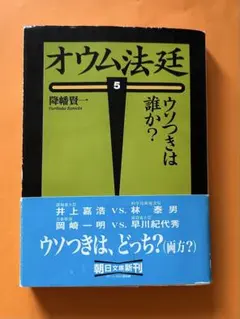 オウム法廷
5
降幡賢一
ウソつきは
誰か?
井上嘉浩 vs. 林 泰男
岡崎一明 vs. 早川紀代秀
ウソつきは、どっち?(両方?)
朝日文庫新刊